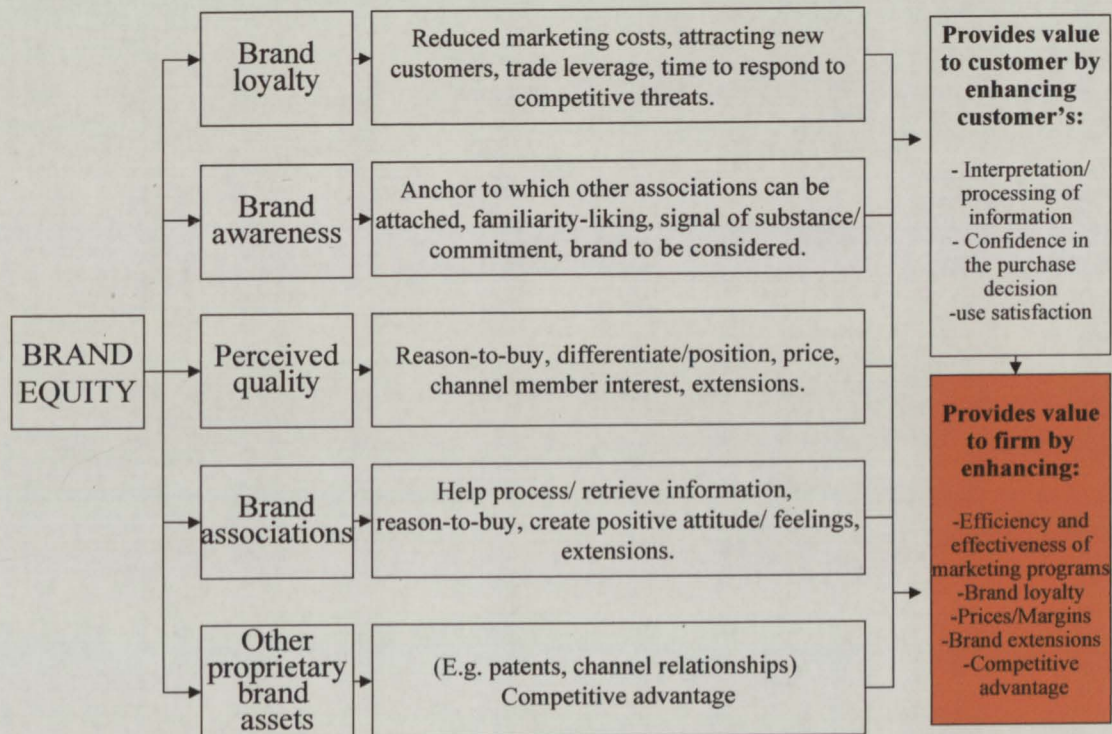 BRAND
EQUITY
Brand
loyalty
Reduced marketing costs, attracting new
customers, trade leverage, time to respond to
competitive threats.
Brand
awareness
Anchor to which other associations can be
attached, familiarity-liking, signal of substance/
commitment, brand to be considered.
Perceived
quality
Reason-to-buy, differentiate/position, price,
channel member interest, extensions.
Brand
associations
Help process/ retrieve information,
reason-to-buy, create positive attitude/ feelings,
extensions.
Other
proprietary
brand
assets
(E.g. patents, channel relationships)
Competitive advantage
Provides value
to customer by
enhancing
customer's:
- Interpretation/
processing of
information
- Confidence in
the purchase
decision
-use satisfaction
Provides value
to firm by
enhancing:
-Efficiency and
effectiveness of
marketing programs
-Brand loyalty
-Prices/Margins
-Brand extensions
-Competitive
advantage